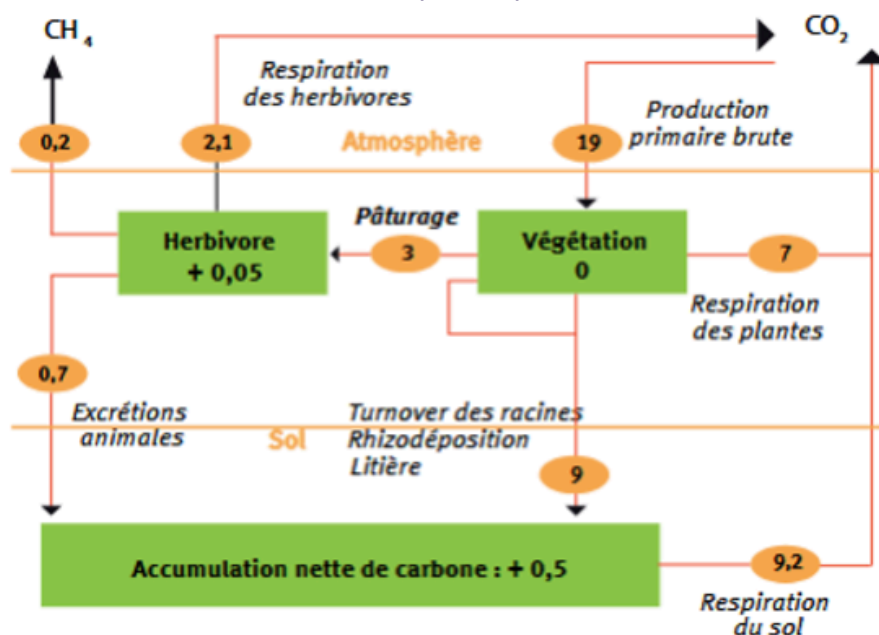 CH4
CO2
Respiration
des herbivores
Production
primaire brute
0,2
2,1
Atmosphère
19
Pâturage
Herbivore
+ 0,05
3
Végétation
0
7
Respiration
des plantes
0,7
Excrétions
animales
Sol
Turnover des racines
Rhizodéposition
Litière
9
Accumulation nette de carbone : + 0,5
9,2
Respiration
du sol